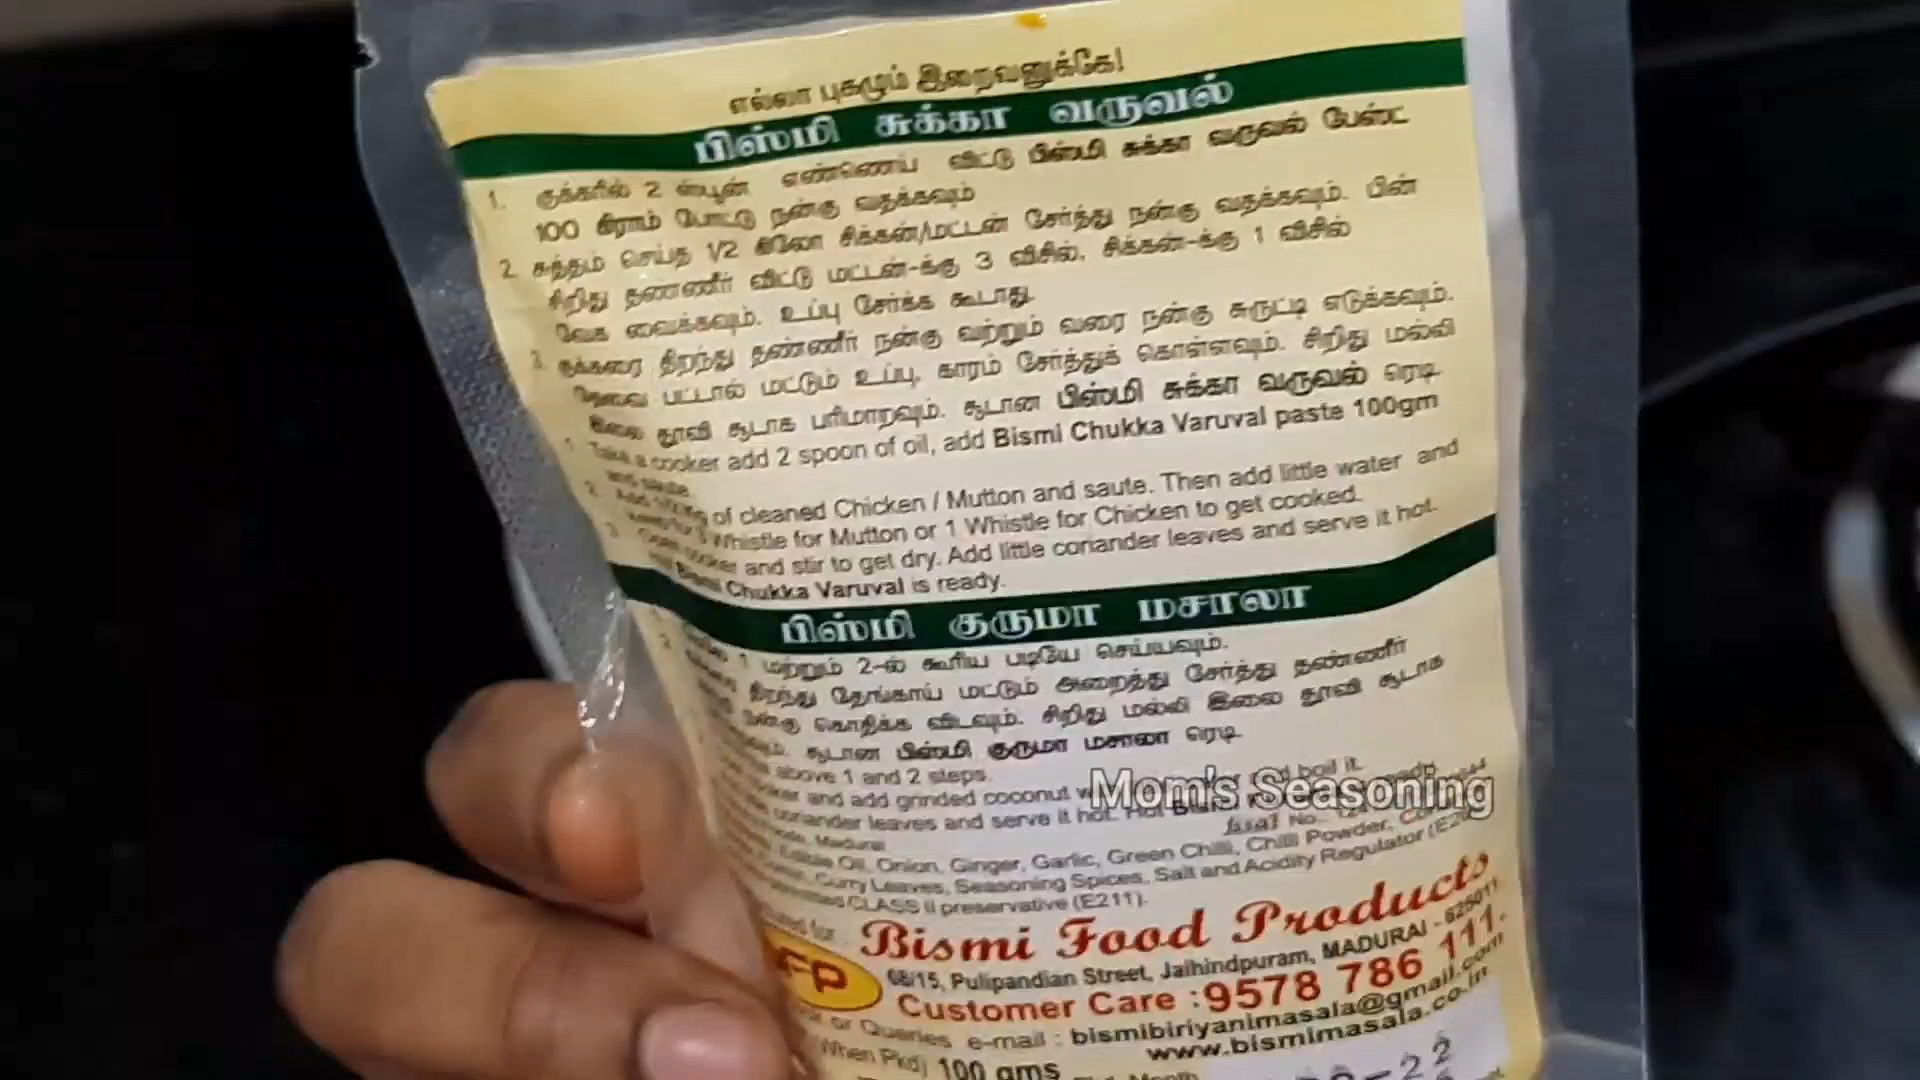 எல்லா புகழும் இறைவனுக்கே!
பிஸ்மி சுக்கா வருவல்
1. குக்கரில் 2 ஸ்பூன் எண்ணெய் விட்டு பிஸ்மி சுக்கா வருவல் பேஸ்ட்
100 கிராம் போட்டு நன்கு வதக்கவும்
2. சுத்தம் செய்த 1/2 கிலோ சிக்கன்/மட்டன் சேர்த்து நன்கு வதக்கவும். பின்
சிறிது தண்ணீர் விட்டு மட்டன்-க்கு 3 விசில், சிக்கன்-க்கு 1 விசில்
வேக வைக்கவும். உப்பு சேர்க்க கூடாது.
3. குக்கரை திறந்து தண்ணீர் நன்கு வற்றும் வரை நன்கு சுருட்டி எடுக்கவும்.
தேவை பட்டால் மட்டும் உப்பு, காரம் சேர்த்துக் கொள்ளவும். சிறிது மல்லி
இலை தூவி சூடாக பரிமாறவும். சூடான பிஸ்மி சுக்கா வருவல் ரெடி.
1. Take a cooker add 2 spoon of oil, add Bismi Chukka Varuval paste 100gm
and saute.
2. Add of cleaned Chicken / Mutton and saute. Then add little water and
Whistle for Mutton or 1 Whistle for Chicken to get cooked.
3. Open cooker and stir to get dry. Add little coriander leaves and serve it hot.
Bismi Chukka Varuval is ready.
பிஸ்மி குருமா மசாலா
1 மற்றும் 2-ல் கூறிய படியே செய்யவும்.
2. திறந்து தேங்காய் மட்டும் அறைத்து சேர்த்து தண்ணீர்
நன்கு கொதிக்க விடவும். சிறிது மல்லி இலை தூவி சூடாக
சூடான பிஸ்மி குருமா மசாலா ரெடி.
above 1 and 2 steps.
and add grinded coconut boil it.
coriander leaves and serve it hot. Hot
Mom's Seasoning
Madurai
Edible Oil, Onion, Ginger, Garlic, Green Chilli, Chilli Powder,
Curry Leaves, Seasoning Spices, Salt and Acidity Regulator
CLASS II preservative (E211).
for
Bismi Food Products
FP
68/15, Pulipandian Street, Jaihindpuram, MADURAI - 625011.
Customer Care : 9578 786 111.
or Queries e-mail : bismibiriyanimasala@gmail.com
www.bismimasala.co.in
(When Pkd) 100 gms
Month
-22